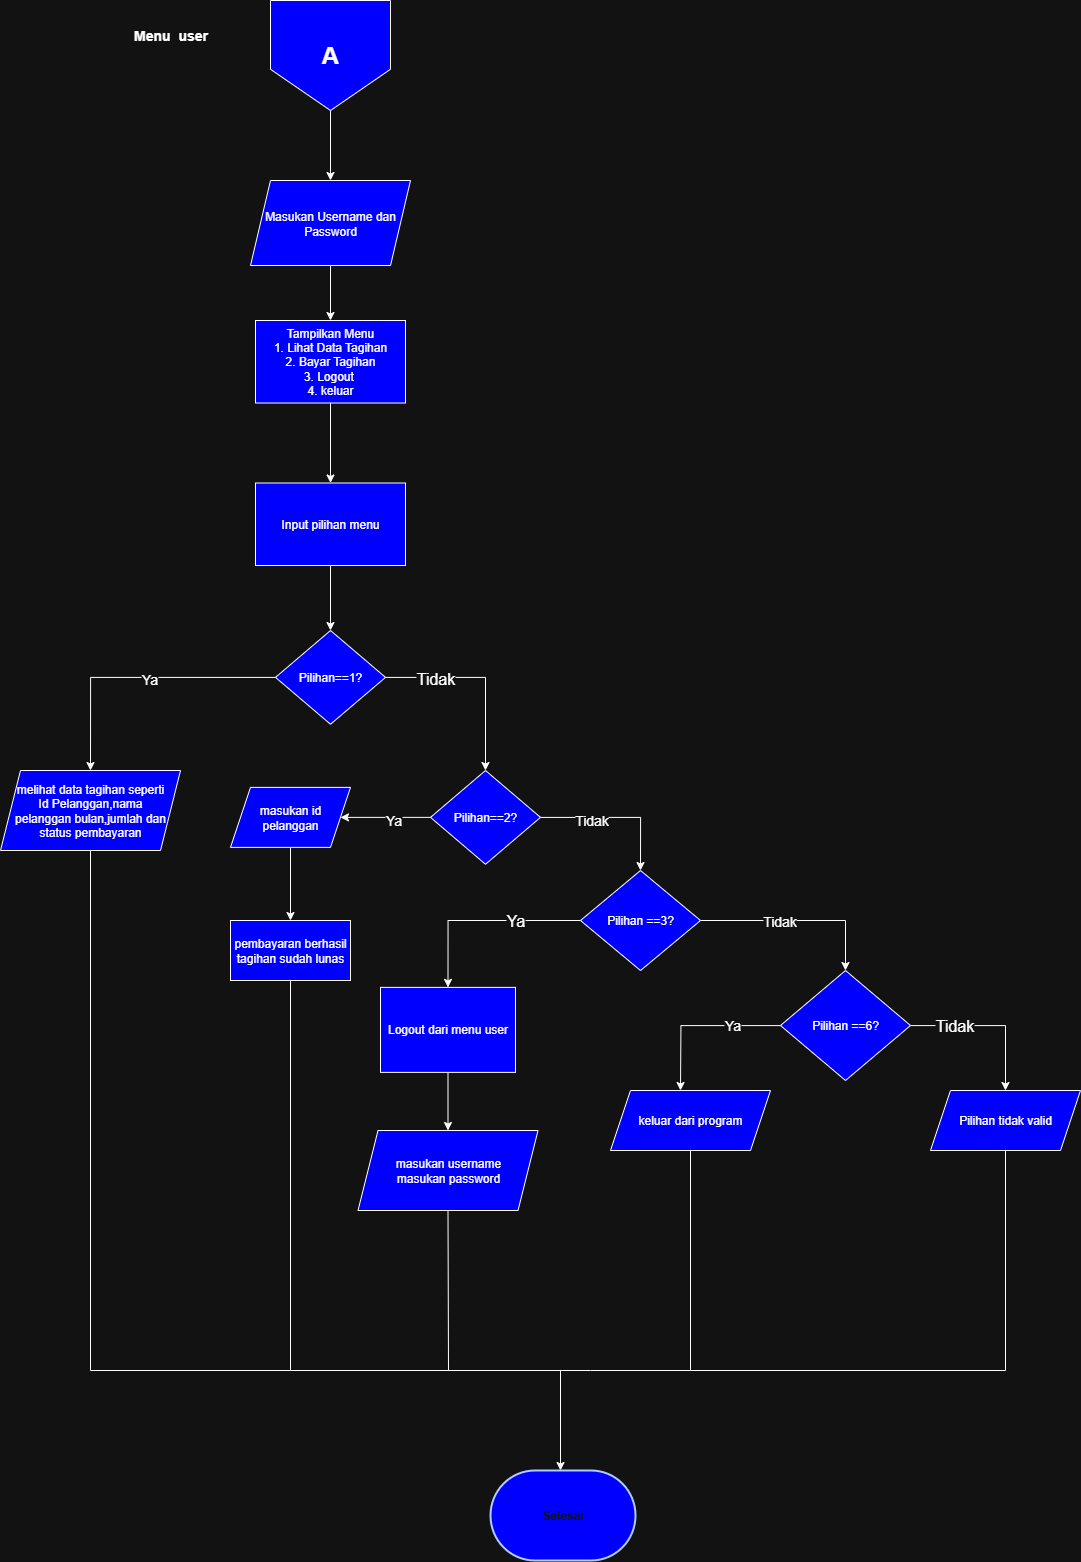 Menu user
A
Masukan Username dan
Password
Tampilkan Menu
1. Lihat Data Tagihan
2. Bayar Tagihan
3. Logout
4. keluar
Input pilihan menu
Pilihan==1?
Ya
Tidak
melihat data tagihan seperti
Id Pelanggan,nama
pelanggan bulan,jumlah dan
status pembayaran
masukan id
pelanggan
Ya
Pilihan==2?
Tidak
pembayaran berhasil
tagihan sudah lunas
Ya
Pilihan ==3?
Tidak
Logout dari menu user
Ya
Pilihan ==6?
Tidak
masukan username
masukan password
keluar dari program
Pilihan tidak valid
Selesai